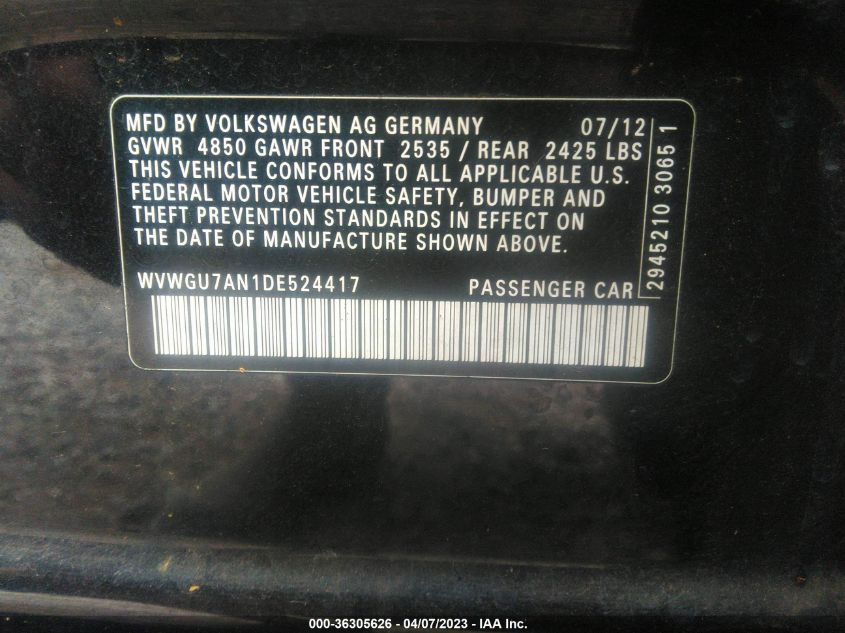 MFD BY VOLKSWAGEN AG GERMANY 07/12
GVWR 4850 GAWR FRONT 2535 / REAR 2425 LBS
THIS VEHICLE CONFORMS TO ALL APPLICABLE U.S.
FEDERAL MOTOR VEHICLE SAFETY, BUMPER AND
THEFT PREVENTION STANDARDS IN EFFECT ON
THE DATE OF MANUFACTURE SHOWN ABOVE.
WVWGU7AN1DE524417 PASSENGER CAR
2945210 3065 1
000-36305626 - 04/07/2023 - IAA Inc.